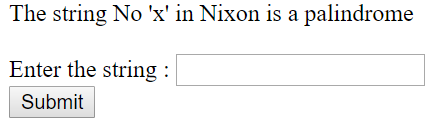 The string No 'x' in Nixon is a palindrome
Enter the string :
Submit